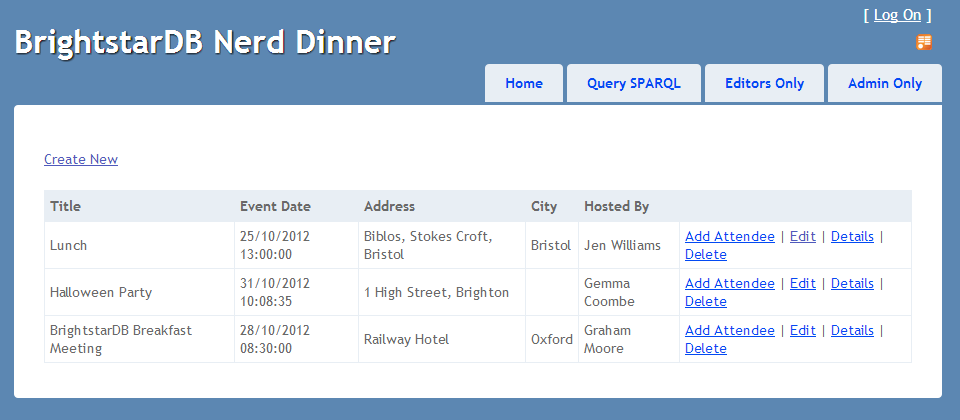 [ Log On ]
BrightstarDB Nerd Dinner
Home Query SPARQL Editors Only Admin Only
Create New
Title Event Date Address City Hosted By
Lunch 25/10/2012 13:00:00 Biblos, Stokes Croft, Bristol Bristol Jen Williams Add Attendee | Edit | Details | Delete
Halloween Party 31/10/2012 10:08:35 1 High Street, Brighton Gemma Coombe Add Attendee | Edit | Details | Delete
BrightstarDB Breakfast Meeting 28/10/2012 08:30:00 Railway Hotel Oxford Graham Moore Add Attendee | Edit | Details | Delete